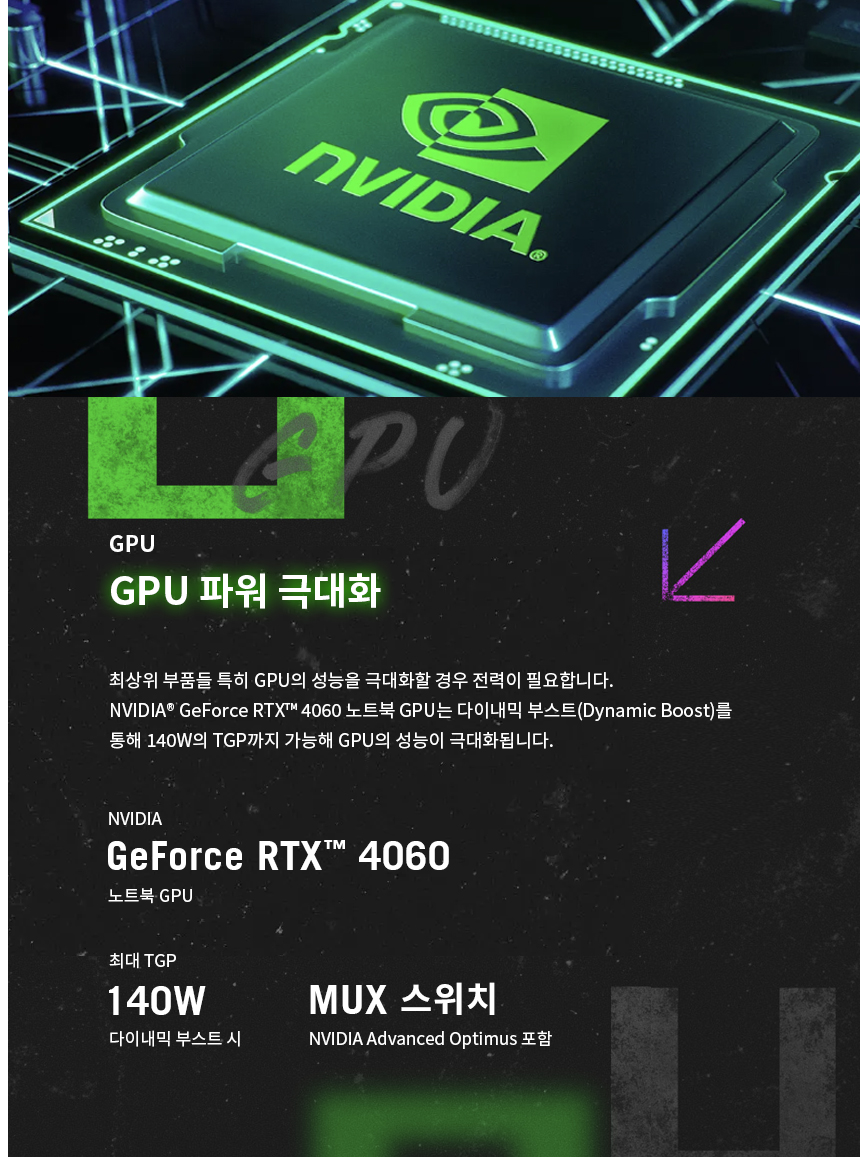 NVIDIA®
GPU
GPU
GPU 파워 극대화
최상위 부품들 특히 GPU의 성능을 극대화할 경우 전력이 필요합니다.
NVIDIA® GeForce RTX™ 4060 노트북 GPU는 다이내믹 부스트(Dynamic Boost)를
통해 140W의 TGP까지 가능해 GPU의 성능이 극대화됩니다.
NVIDIA
GeForce RTX™ 4060
노트북 GPU
최대 TGP
140W
다이내믹 부스트 시
MUX 스위치
NVIDIA Advanced Optimus 포함